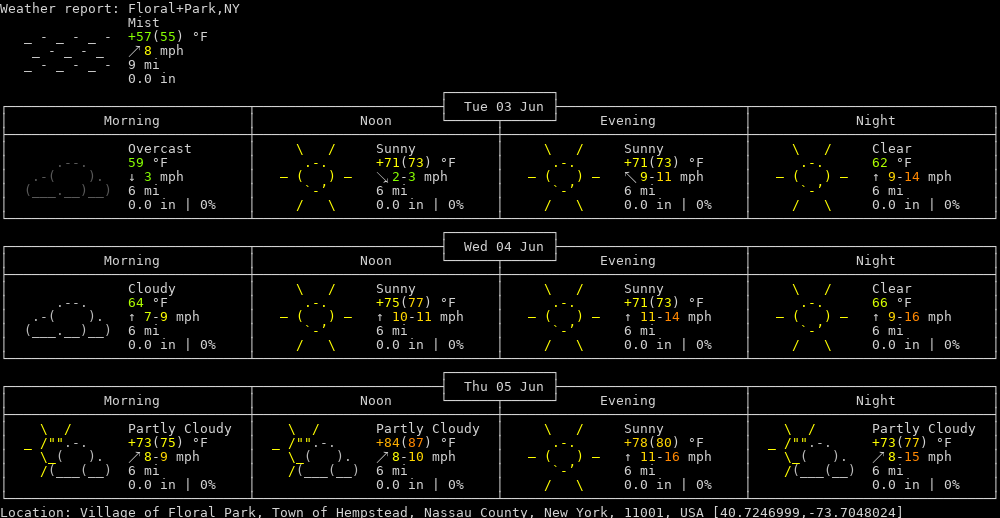 Weather report: Floral+Park,NY
Mist
_ - _ - _ - +57(55) °F
_ - _ - _ ↗ 8 mph
_ - _ - _ - 9 mi
0.0 in
Tue 03 Jun
Morning Noon Evening Night
Overcast Sunny Sunny Clear
59 °F +71(73) °F +71(73) °F 62 °F
↓ 3 mph ↘ 2-3 mph ↖ 9-11 mph ↑ 9-14 mph
6 mi 6 mi 6 mi 6 mi
0.0 in | 0% 0.0 in | 0% 0.0 in | 0% 0.0 in | 0%
Wed 04 Jun
Morning Noon Evening Night
Cloudy Sunny Sunny Clear
64 °F +75(77) °F +71(73) °F 66 °F
↑ 7-9 mph ↑ 10-11 mph ↑ 11-14 mph ↑ 9-16 mph
6 mi 6 mi 6 mi 6 mi
0.0 in | 0% 0.0 in | 0% 0.0 in | 0% 0.0 in | 0%
Thu 05 Jun
Morning Noon Evening Night
Partly Cloudy Partly Cloudy Sunny Partly Cloudy
+73(75) °F +84(87) °F +78(80) °F +73(77) °F
↗ 8-9 mph ↗ 8-10 mph ↑ 11-16 mph ↗ 8-15 mph
6 mi 6 mi 6 mi 6 mi
0.0 in | 0% 0.0 in | 0% 0.0 in | 0% 0.0 in | 0%
Location: Village of Floral Park, Town of Hempstead, Nassau County, New York, 11001, USA [40.7246999,-73.7048024]